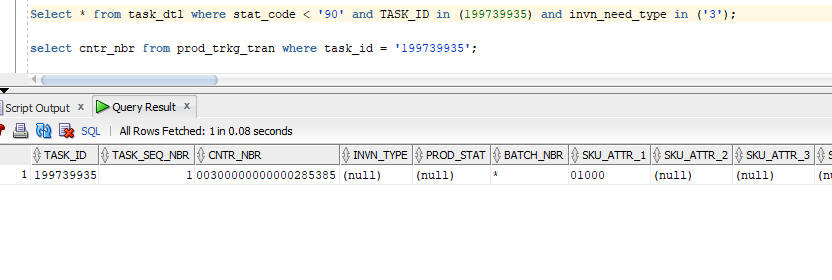 Select * from task_dtl where stat_code < '90' and TASK_ID in (199739935) and invn_need_type in ('3');
select cntr_nbr from prod_trkg_tran where task_id = '199739935';
Script Output x Query Result x
SQL | All Rows Fetched: 1 in 0.08 seconds
TASK_ID TASK_SEQ_NBR CNTR_NBR INVN_TYPE PROD_STAT BATCH_NBR SKU_ATTR_1 SKU_ATTR_2 SKU_ATTR_3 S
1 199739935 1 00300000000000285385 (null) (null) * 01000 (null) (null) (nu